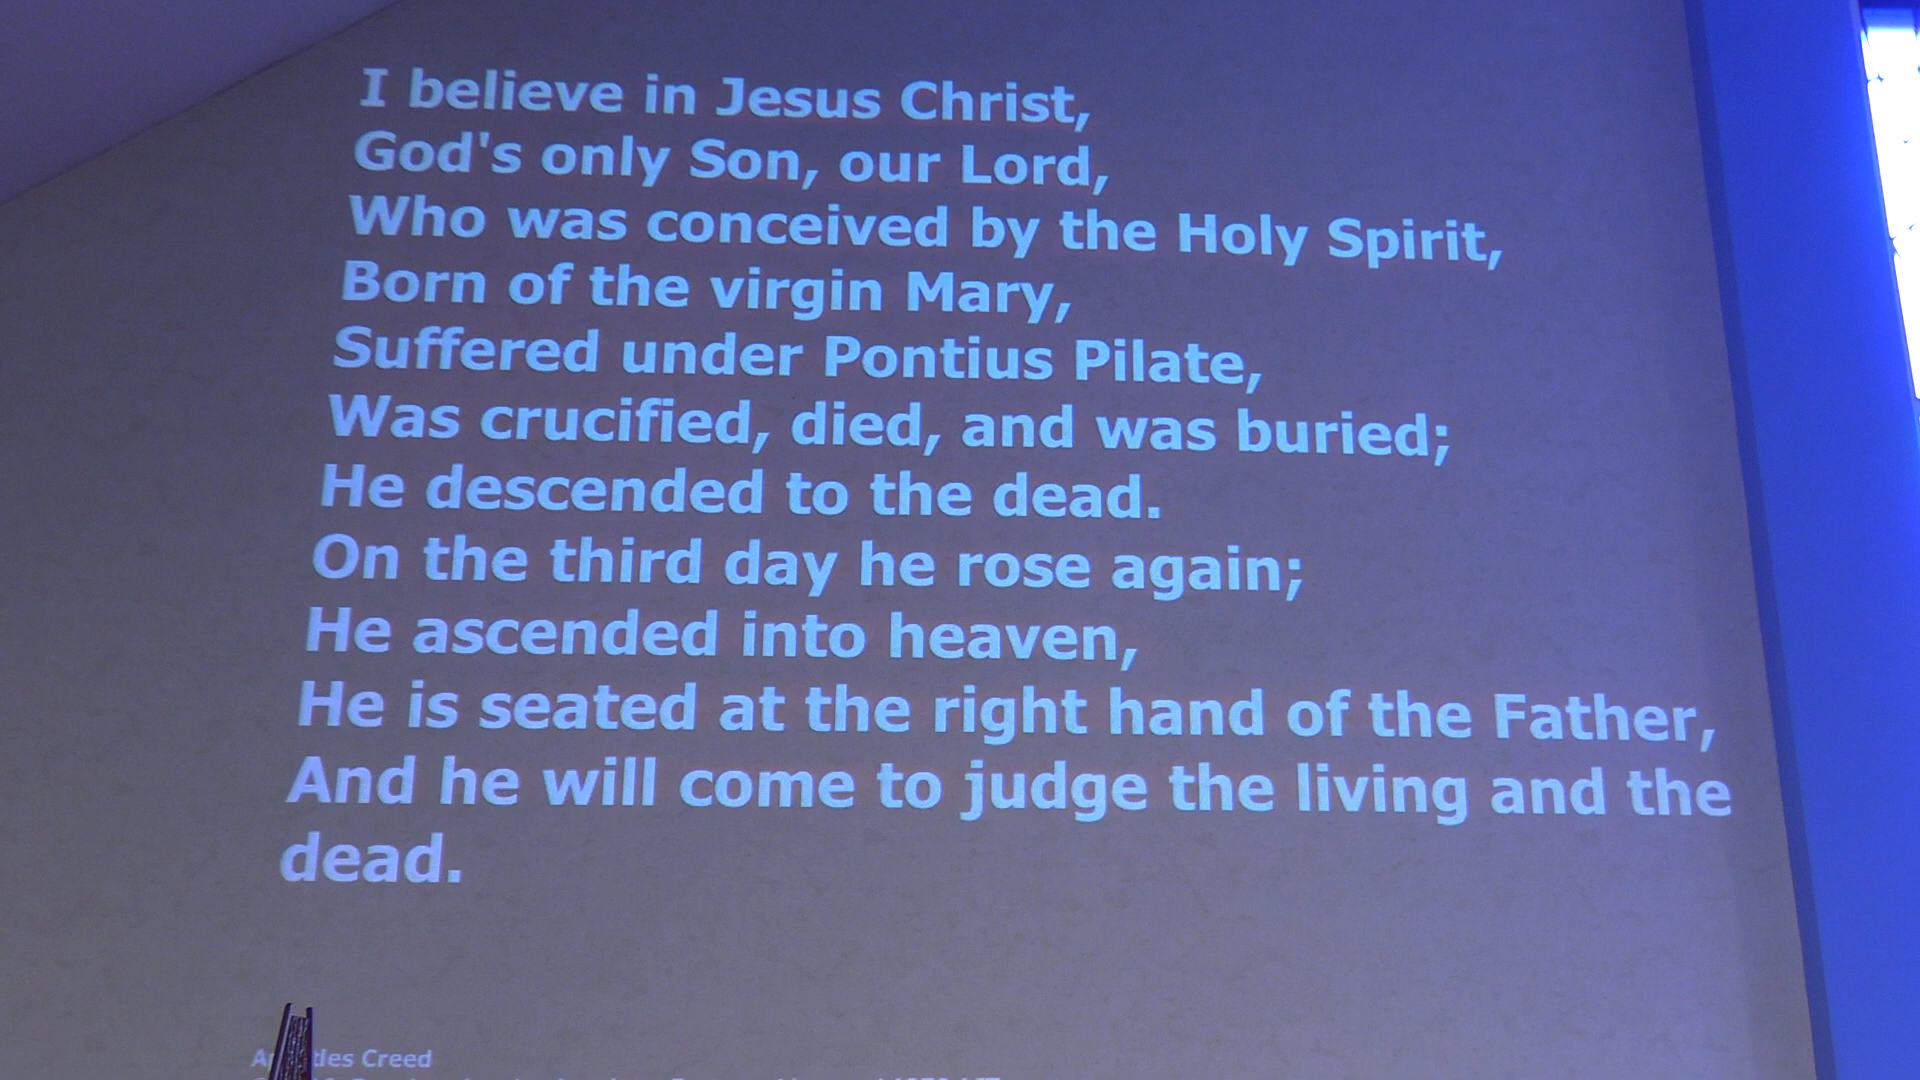 I believe in Jesus Christ,
God's only Son, our Lord,
Who was conceived by the Holy Spirit,
Born of the virgin Mary,
Suffered under Pontius Pilate,
Was crucified, died, and was buried;
He descended to the dead.
On the third day he rose again;
He ascended into heaven,
He is seated at the right hand of the Father,
And he will come to judge the living and the
dead.
Creed